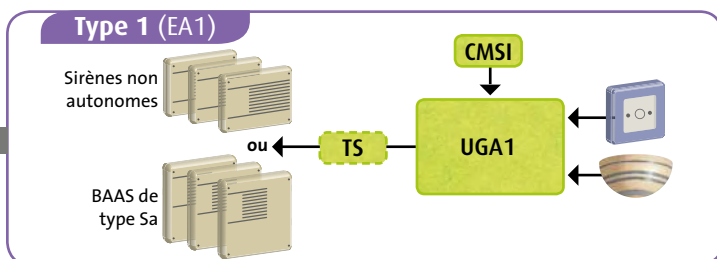 Type 1 (EA1)
Sirènes non
autonomes
CMSI
ou
TS
UGA1
BAAS de
type Sa